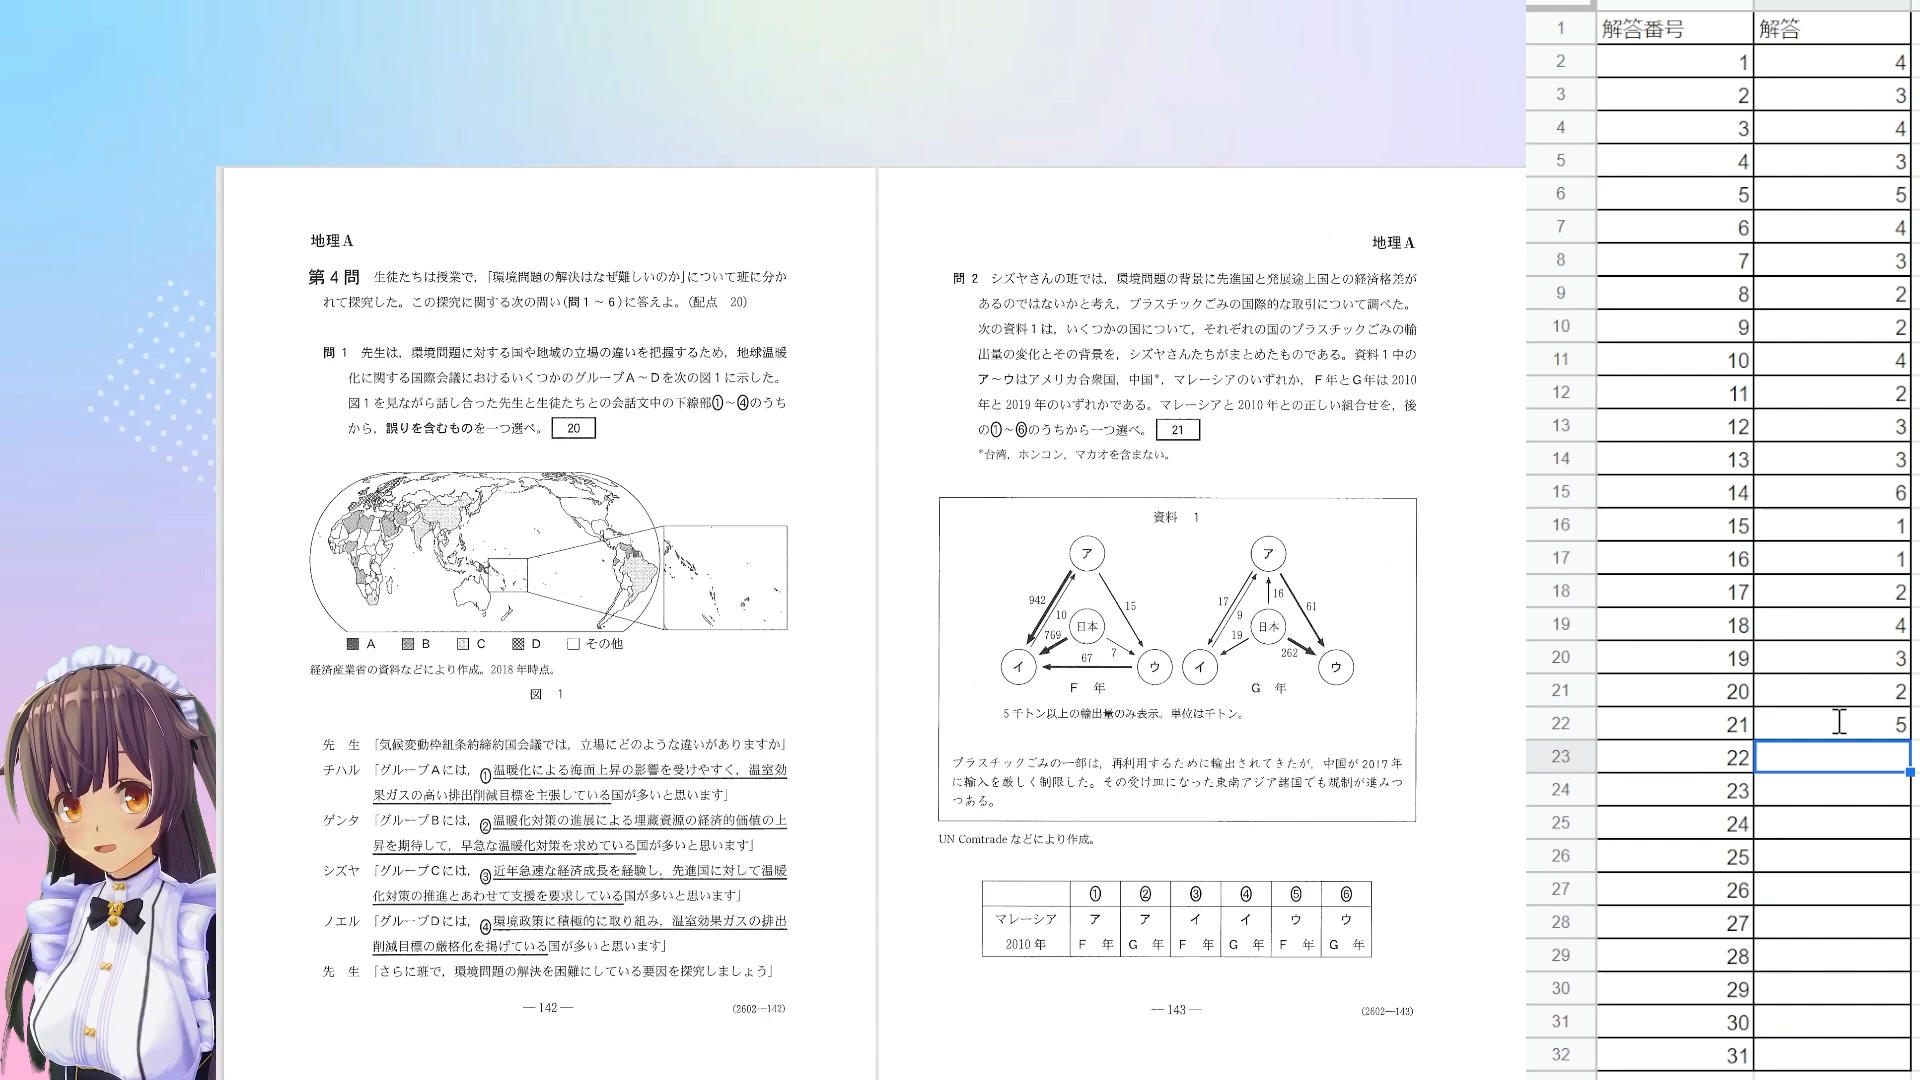 地理A
第4問 生徒たちは授業で,「環境問題の解決はなぜ難しいのか」について班に分か
れて探究した。この探究に関する次の問い(問1～6)に答えよ。(配点 20)
問1 先生は,環境問題に対する国や地域の立場の違いを把握するため,地球温暖
化に関する国際会議におけるいくつかのグループA～Dを次の図1に示した。
図1を見ながら話し合った先生と生徒たちとの会話文中の下線部①～④のうち
から,誤りを含むものを一つ選べ。 20
A B C D その他
経済産業省の資料などにより作成。2018年時点。
図 1
先 生 「気候変動枠組条約締約国会議では,立場にどのような違いがありますか」
チハル 「グループAには,①温暖化による海面上昇の影響を受けやすく,温室効
果ガスの高い排出削減目標を主張している国が多いと思います」
ゲンタ 「グループBには,②温暖化対策の進展による埋蔵資源の経済的価値の上
昇を期待して,早急な温暖化対策を求めている国が多いと思います」
シズヤ 「グループCには,③近年急速な経済成長を経験し,先進国に対して温暖
化対策の推進とあわせて支援を要求している国が多いと思います」
ノエル 「グループDには,④環境政策に積極的に取り組み,温室効果ガスの排出
削減目標の厳格化を掲げている国が多いと思います」
先 生 「さらに班で,環境問題の解決を困難にしている要因を探究しましょう」
—142—
(2602—142)
地理A
問2 シズヤさんの班では,環境問題の背景に先進国と発展途上国との経済格差が
あるのではないかと考え,プラスチックごみの国際的な取引について調べた。
次の資料1は,いくつかの国について,それぞれの国のプラスチックごみの輸
出量の変化とその背景を,シズヤさんたちがまとめたものである。資料1中の
ア～ウはアメリカ合衆国,中国*,マレーシアのいずれか,F年とG年は2010
年と2019年のいずれかである。マレーシアと2010年との正しい組合せを,後
の①～⑥のうちから一つ選べ。 21
*台湾,ホンコン,マカオを含まない。
資料 1
ア
942
10
15
日本
769
7
イ
67
ウ
F 年
ア
17
9
16
61
日本
19
262
イ
ウ
G 年
5千トン以上の輸出量のみ表示。単位は千トン。
プラスチックごみの一部は,再利用するために輸出されてきたが,中国が2017年
に輸入を厳しく制限した。その受け皿になった東南アジア諸国でも規制が進みつ
つある。
UN Comtradeなどにより作成。
① ② ③ ④ ⑤ ⑥
マレーシア ア ア イ イ ウ ウ
2010年 F 年 G 年 F 年 G 年 F 年 G 年
—143—
(2602—143)
1 解答番号 解答
2 1 4
3 2 3
4 3 4
5 4 3
6 5 5
7 6 4
8 7 3
9 8 2
10 9 2
11 10 4
12 11 2
13 12 3
14 13 3
15 14 6
16 15 1
17 16 1
18 17 2
19 18 4
20 19 3
21 20 2
22 21 5
23 22
24 23
25 24
26 25
27 26
28 27
29 28
30 29
31 30
32 31